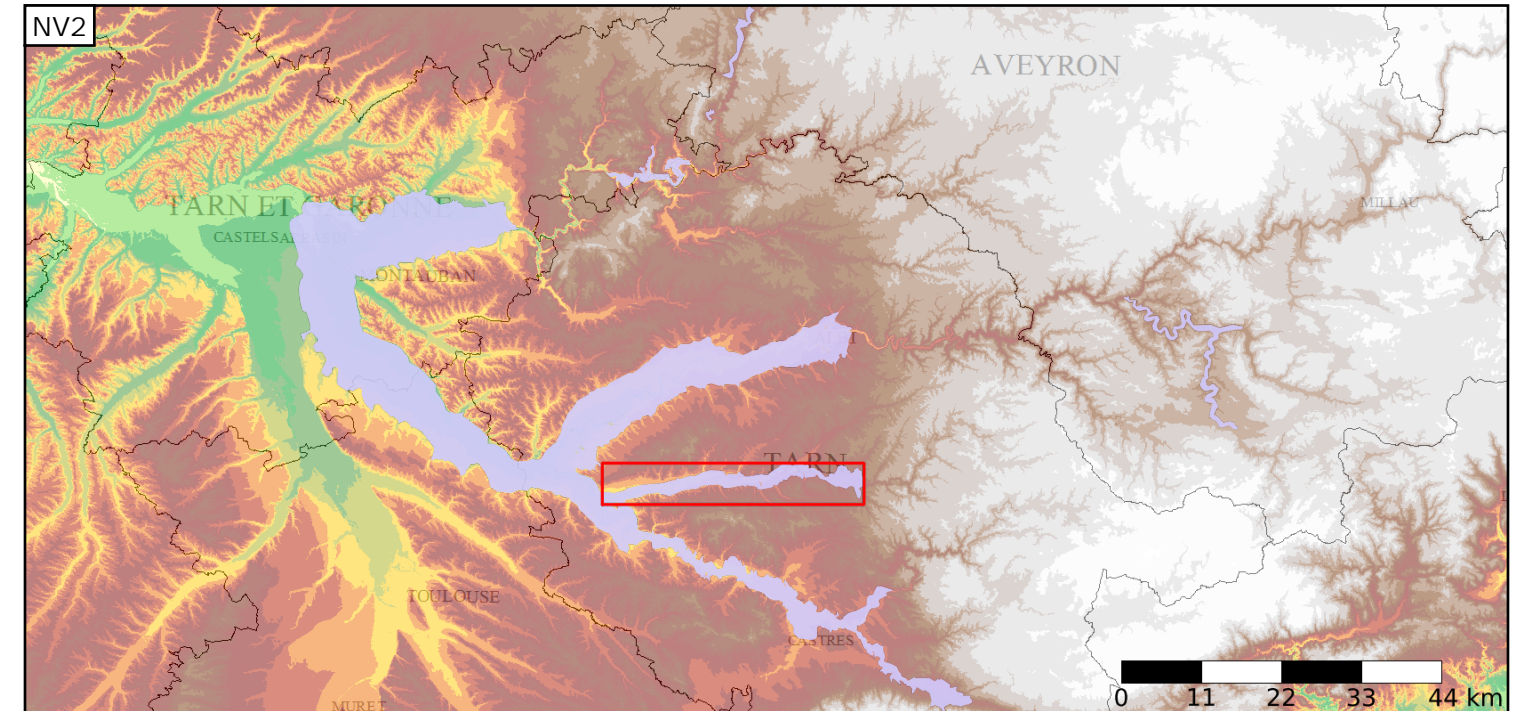 NV2
AVEYRON
MILLAU
TARN ET GARONNE
CASTELSARRASIN
MONTAUBAN
TARN
TOULOUSE
CASTRES
MURET
0 11 22 33 44 km